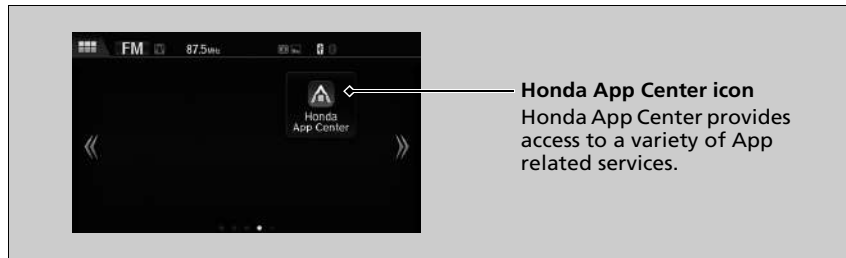 FM 87.5MHz
Honda
App Center
Honda App Center icon
Honda App Center provides
access to a variety of App
related services.